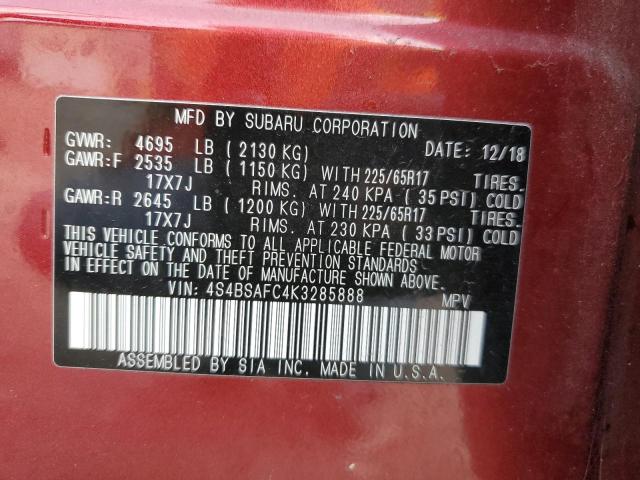 MFD BY SUBARU CORPORATION
GVWR: 4695 LB (2130 KG) DATE: 12/18
GAWR:F 2535 LB (1150 KG) WITH 225/65R17 TIRES.
17X7J RIMS. AT 240 KPA (35 PSI) COLD
GAWR:R 2645 LB (1200 KG) WITH 225/65R17 TIRES.
17X7J RIMS. AT 230 KPA (33 PSI) COLD
THIS VEHICLE CONFORMS TO ALL APPLICABLE FEDERAL MOTOR
VEHICLE SAFETY AND THEFT PREVENTION STANDARDS
IN EFFECT ON THE DATE OF MANUFACTURE SHOWN ABOVE.
VIN: 4S4BSAFC4K3285888 MPV
ASSEMBLED BY SIA INC. MADE IN U.S.A.